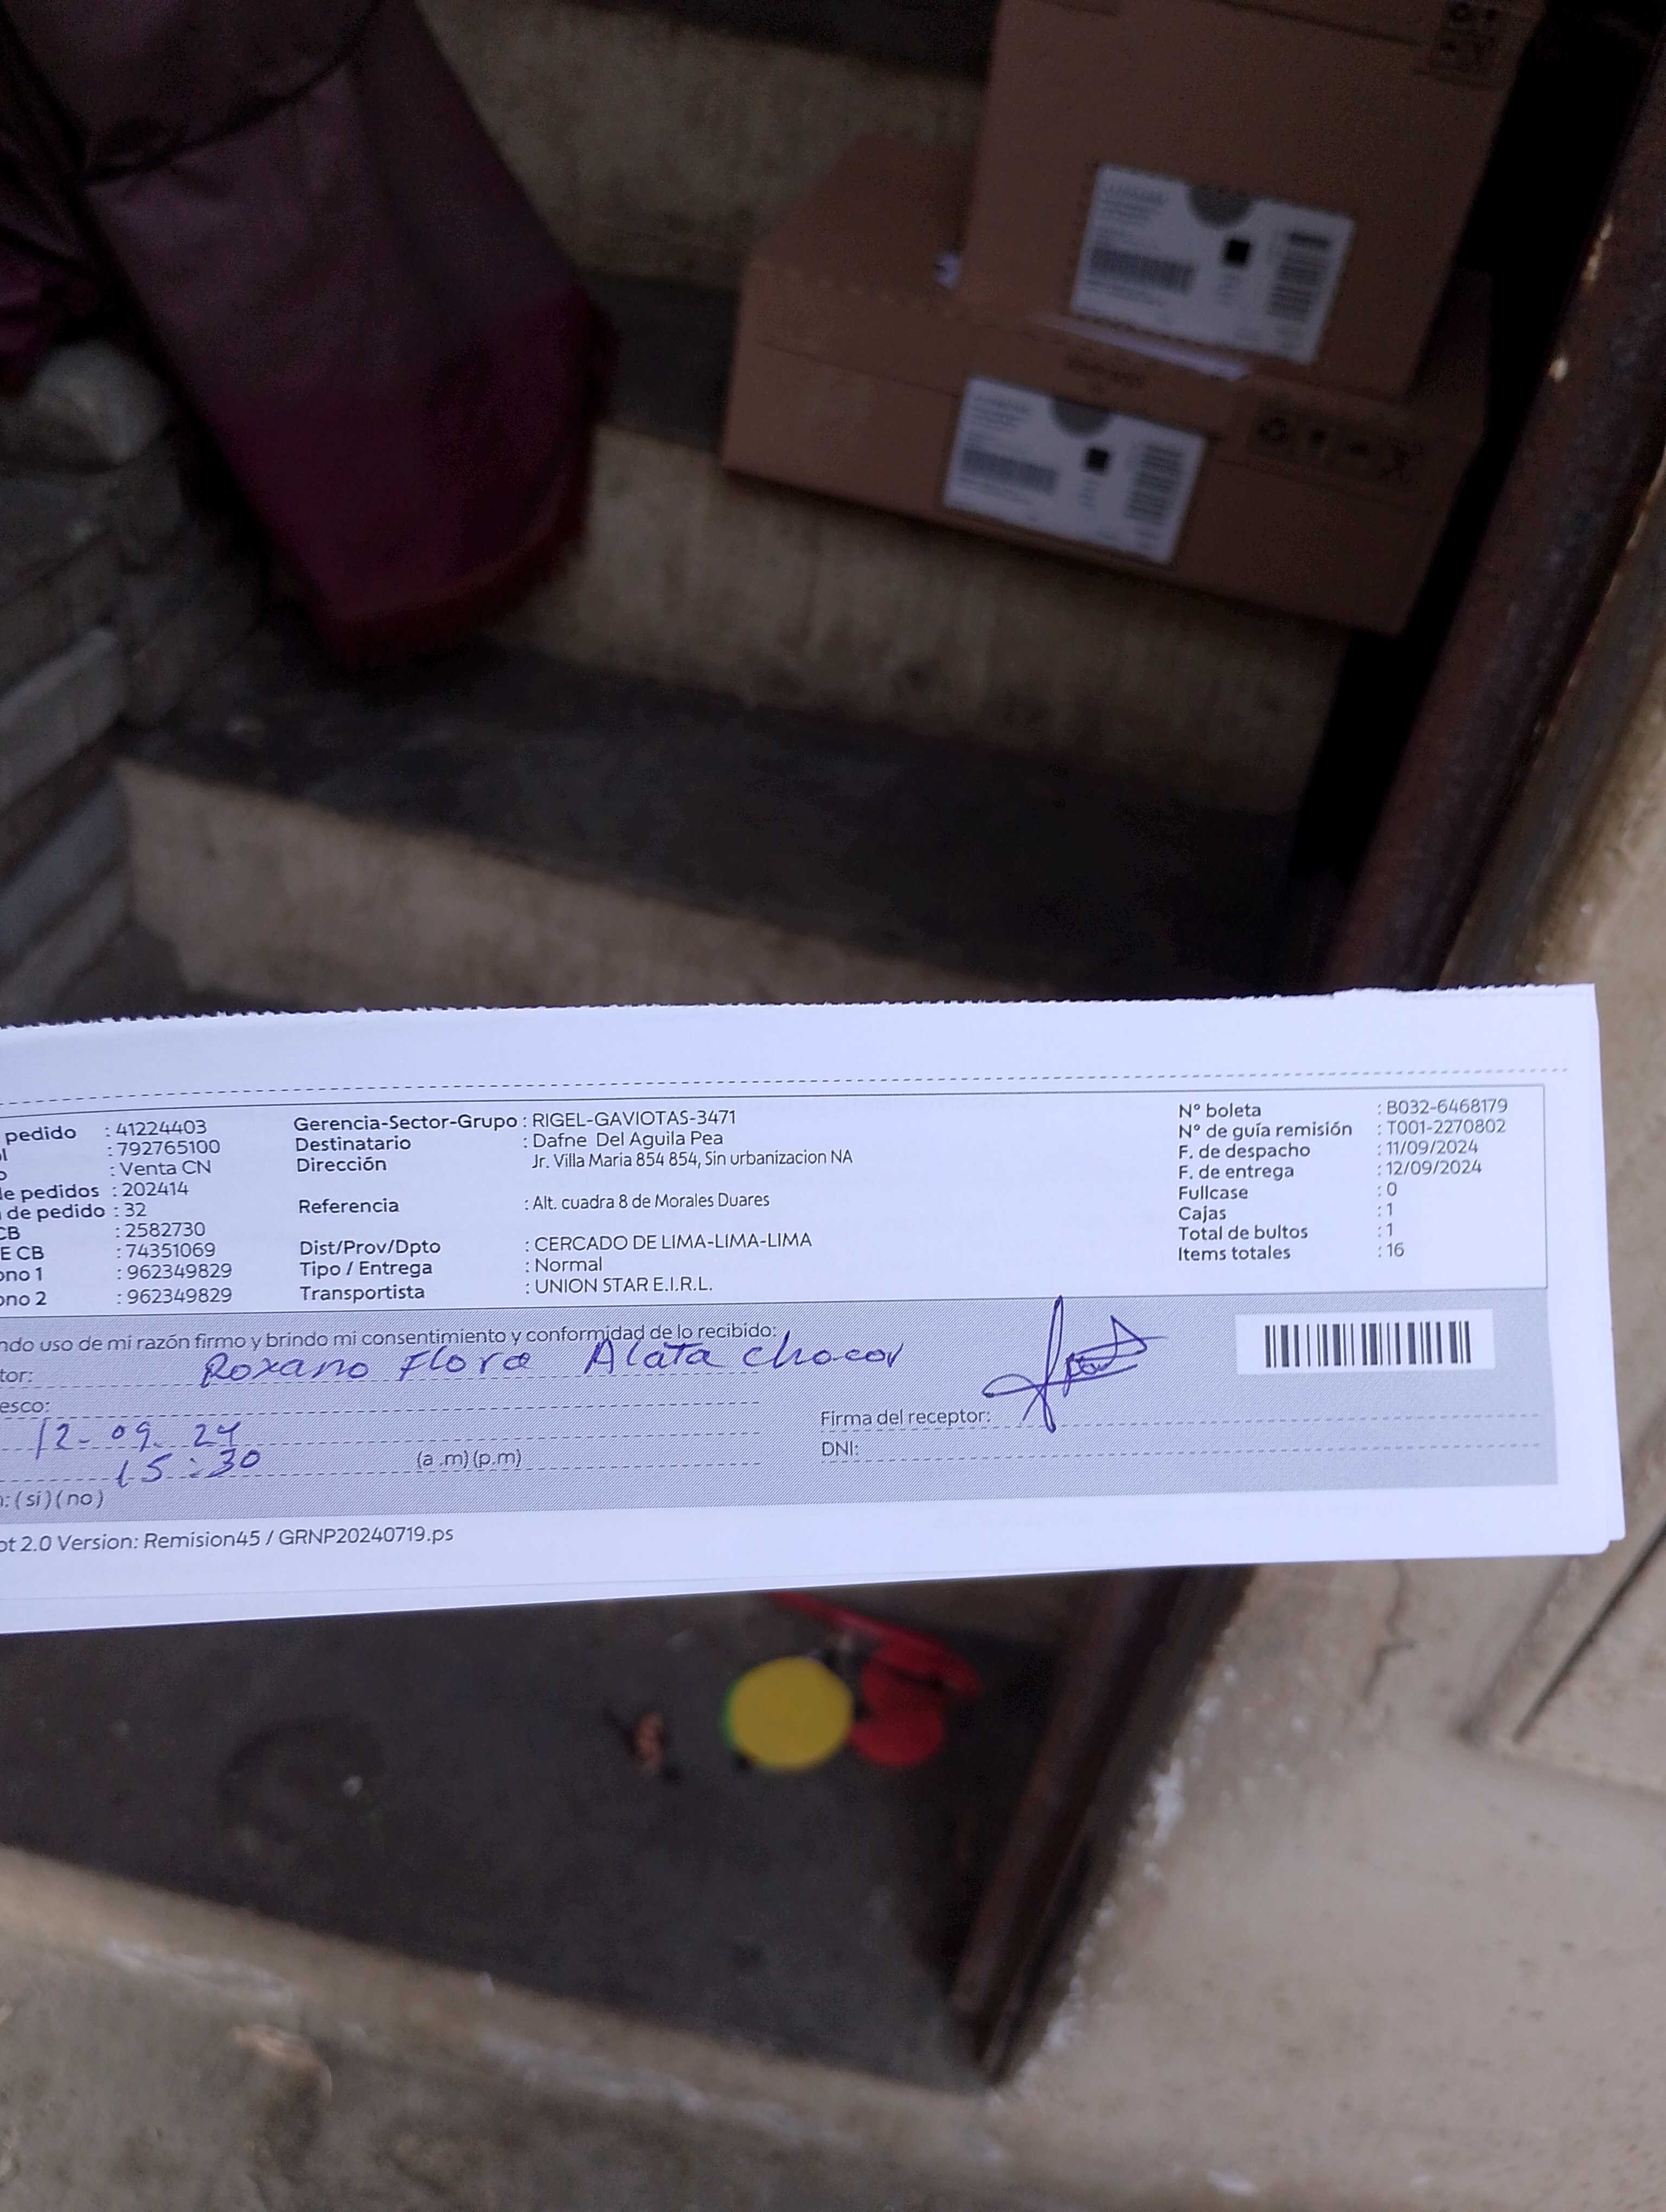 pedido : 41224403 Gerencia-Sector-Grupo : RIGEL-GAVIOTAS-3471 N° boleta : B032-6468179
: 792765100 Destinatario : Dafne Del Aguila Pea N° de guía remisión : T001-2270802
: Venta CN Dirección Jr. Villa Maria 854 854, Sin urbanizacion NA F. de despacho : 11/09/2024
de pedidos : 202414 F. de entrega : 12/09/2024
de pedido : 32 Referencia : Alt. cuadra 8 de Morales Duares Fullcase : 0
CB : 2582730 Cajas : 1
E CB : 74351069 Dist/Prov/Dpto : CERCADO DE LIMA-LIMA-LIMA Total de bultos : 1
ono 1 : 962349829 Tipo / Entrega : Normal Items totales : 16
ono 2 : 962349829 Transportista : UNION STAR E.I.R.L.
ndo uso de mi razón firmo y brindo mi consentimiento y conformidad de lo recibido:
tor: Roxano Flore Alata
esco:
Firma del receptor:
12-09-24
15:30 (a .m) (p.m) DNI:
: (si) (no)
pt 2.0 Version: Remision45 / GRNP20240719.ps